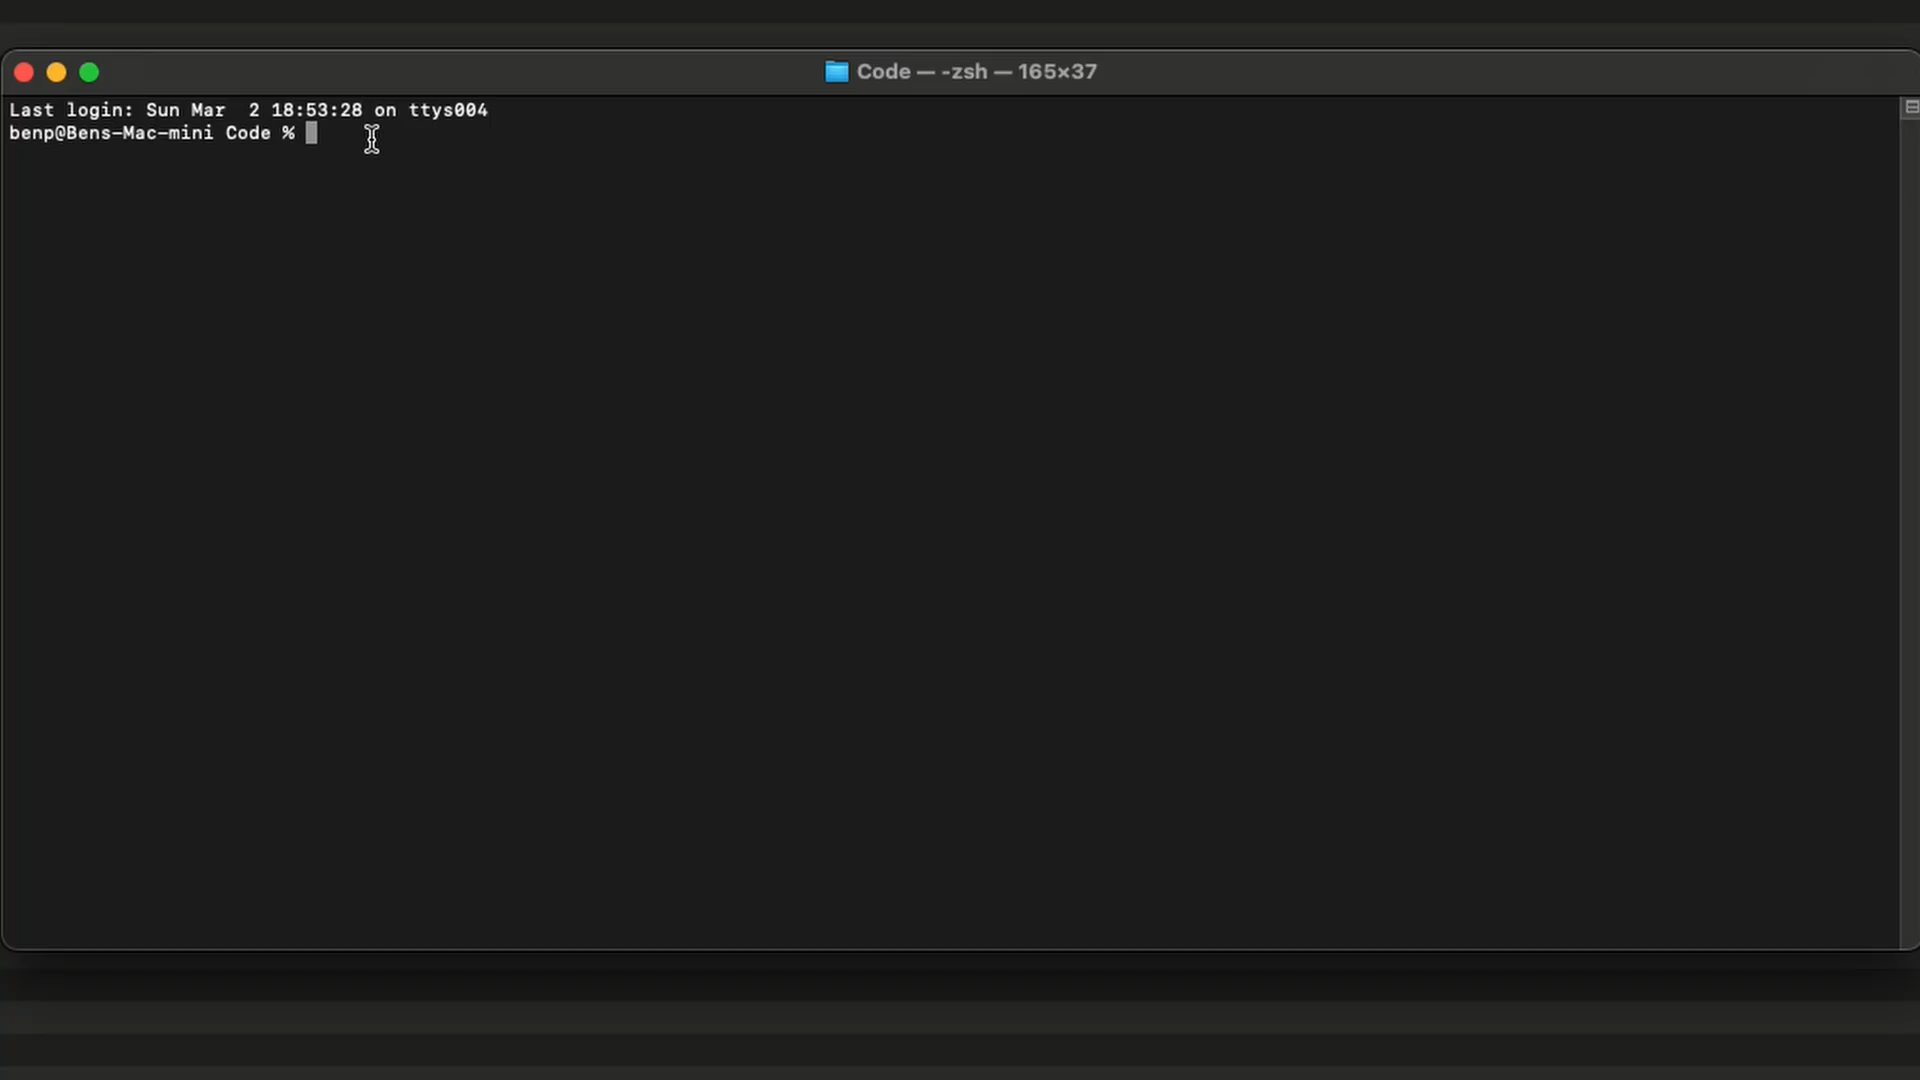 Code — -zsh — 165×37
Last login: Sun Mar  2 18:53:28 on ttys004
benp@Bens-Mac-mini Code %